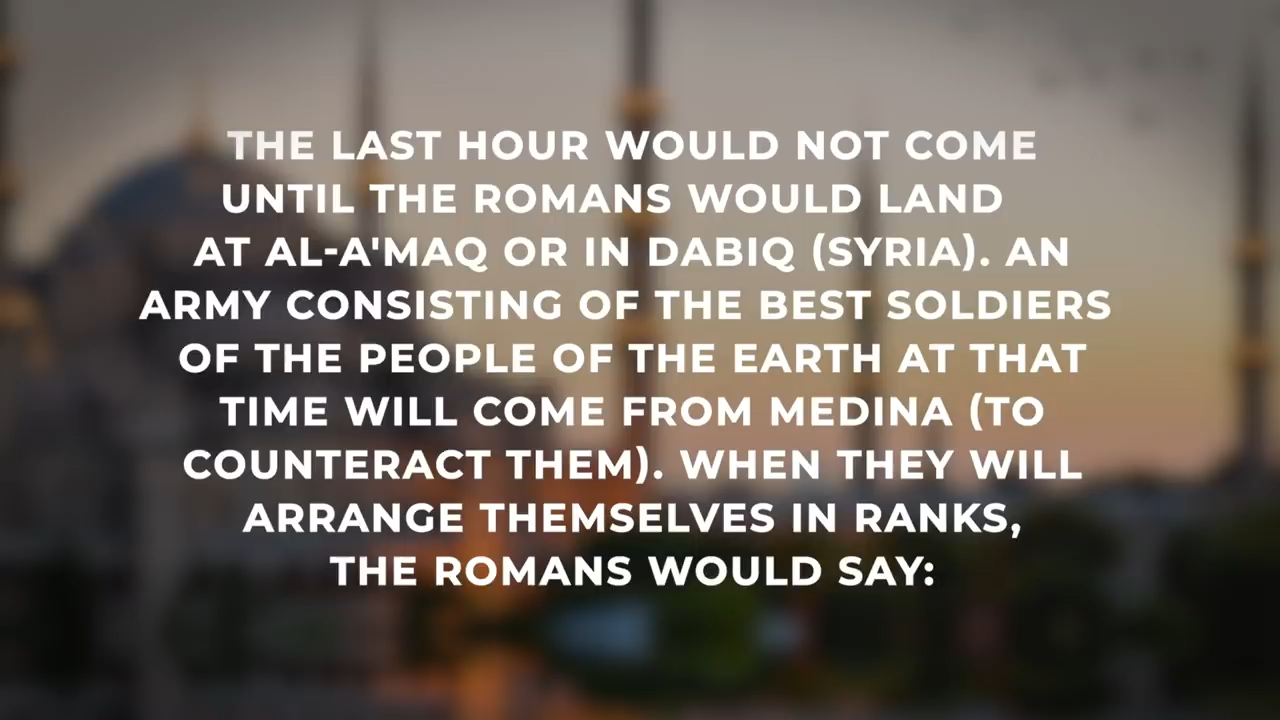 THE LAST HOUR WOULD NOT COME
UNTIL THE ROMANS WOULD LAND
AT AL-A'MAQ OR IN DABIQ (SYRIA). AN
ARMY CONSISTING OF THE BEST SOLDIERS
OF THE PEOPLE OF THE EARTH AT THAT
TIME WILL COME FROM MEDINA (TO
COUNTERACT THEM). WHEN THEY WILL
ARRANGE THEMSELVES IN RANKS,
THE ROMANS WOULD SAY: